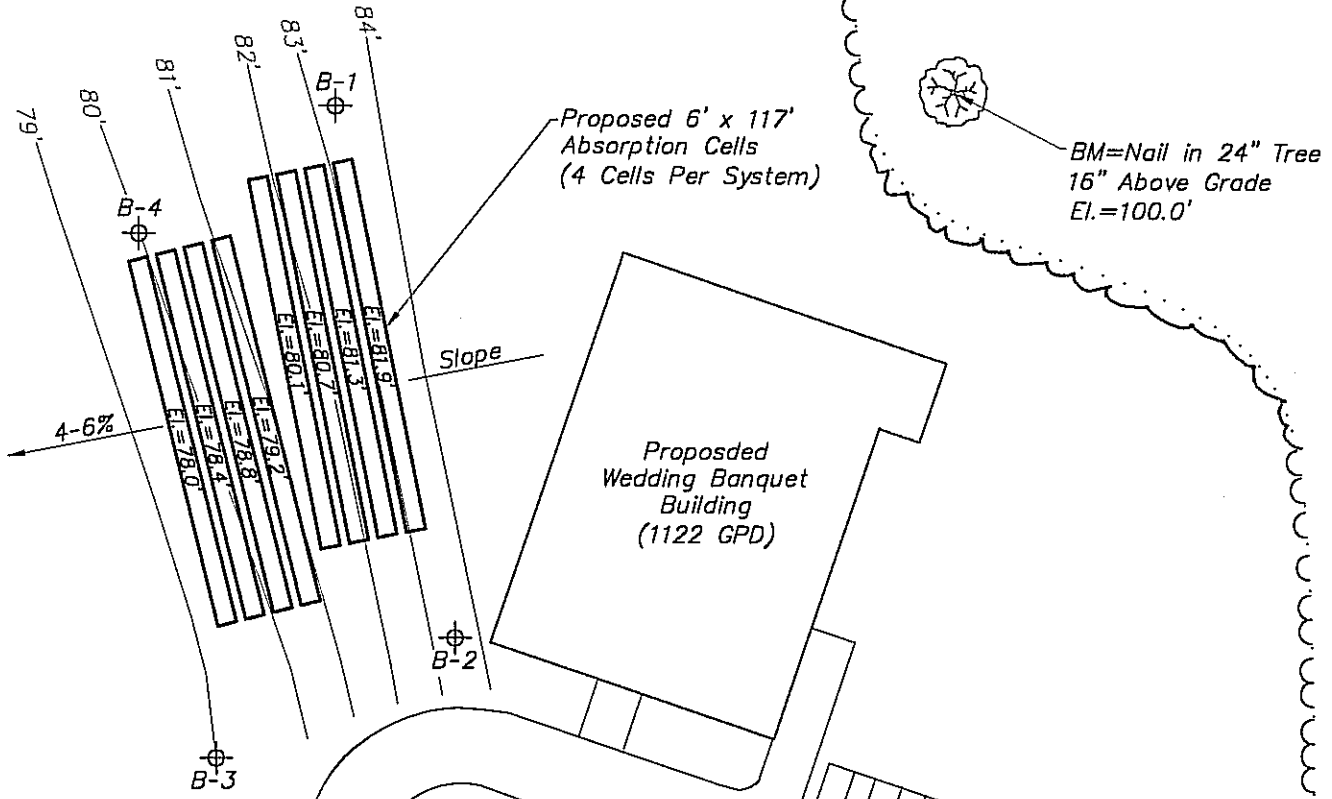 84'
83'
82'
81'
80'
79'
B-1
B-4
Proposed 6' x 117'
Absorption Cells
(4 Cells Per System)
BM=Nail in 24" Tree
16" Above Grade
El.=100.0'
El.=80.1'
El.=80.7'
El.=81.3'
El.=81.9'
Slope
4-6%
El.=78.0'
El.=78.4'
El.=78.8'
El.=79.2'
Proposded
Wedding Banquet
Building
(1122 GPD)
B-2
B-3